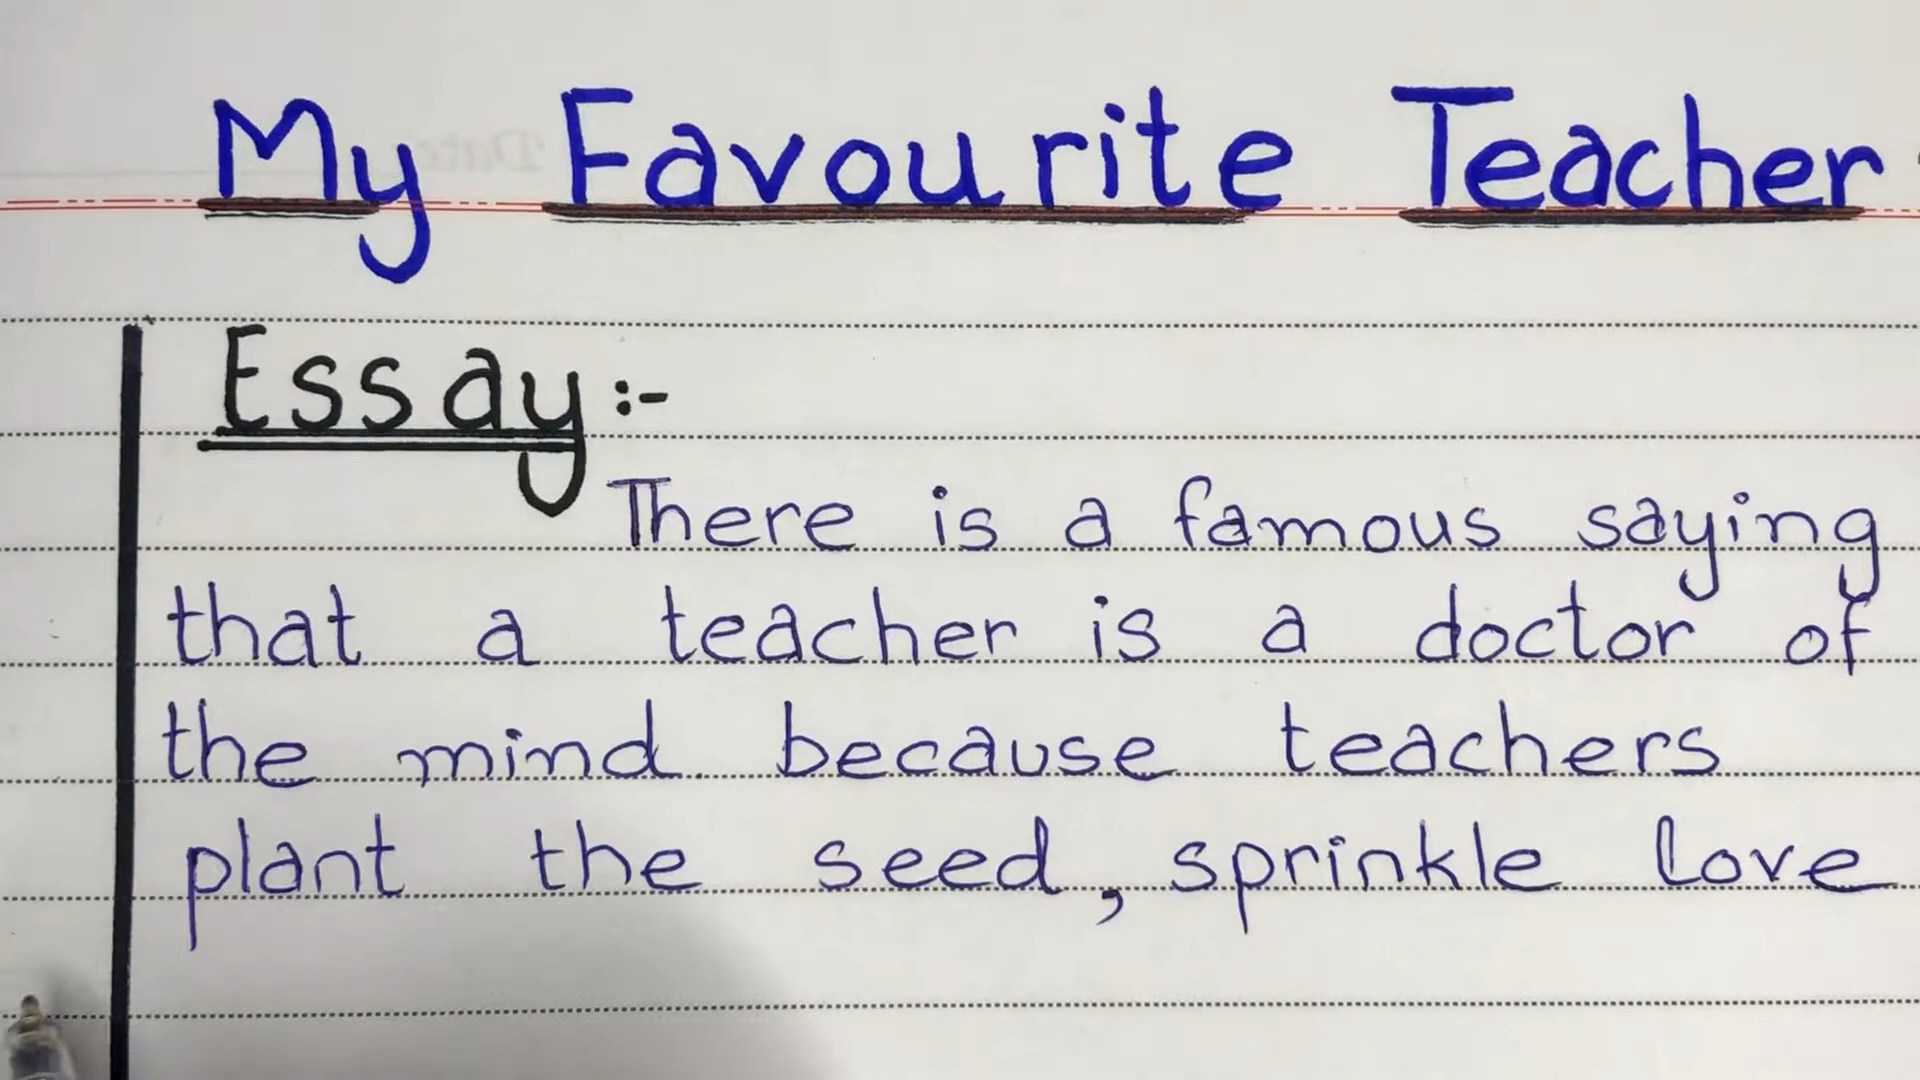 My Favourite Teacher
Essay :-
There is a famous saying
that a teacher is a doctor of
the mind because teachers
plant the seed, sprinkle love